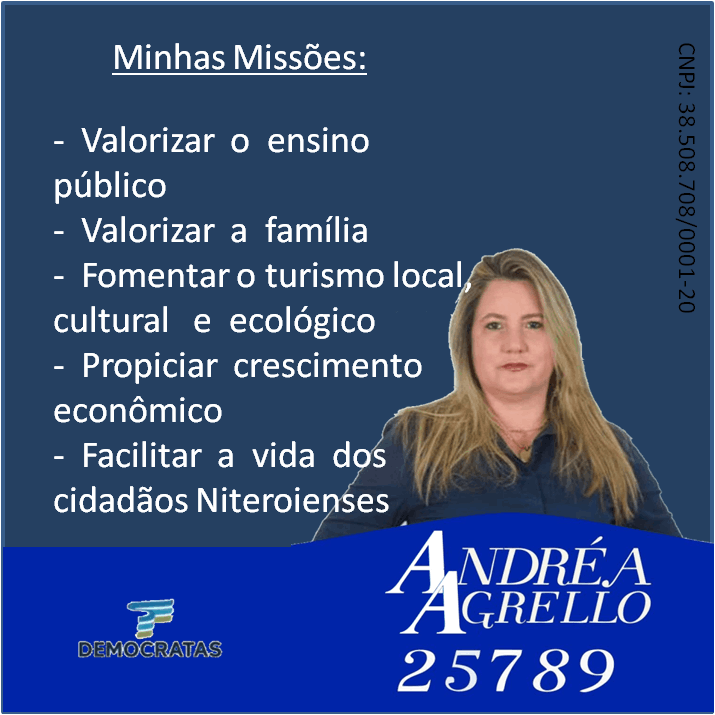 Minhas Missões:
- Valorizar o ensino
público
- Valorizar a família
- Fomentar o turismo local,
cultural e ecológico
- Propiciar crescimento
econômico
- Facilitar a vida dos
cidadãos Niteroienses
CNPJ: 38.508.708/0001-20
DEMOCRATAS
ANDRÉA
AGRELLO
25789